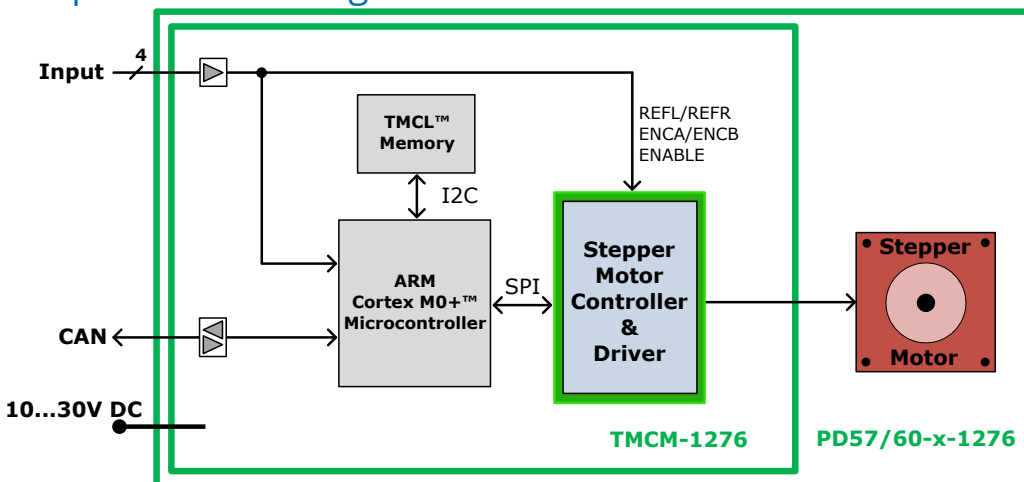 4
Input
TMCL™
Memory
REFL/REFR
ENCA/ENCB
ENABLE
I2C
Stepper
Motor
Controller
&
Driver
ARM
Cortex M0+™
Microcontroller
SPI
Stepper
Motor
CAN
10...30V DC
TMCM-1276
PD57/60-x-1276